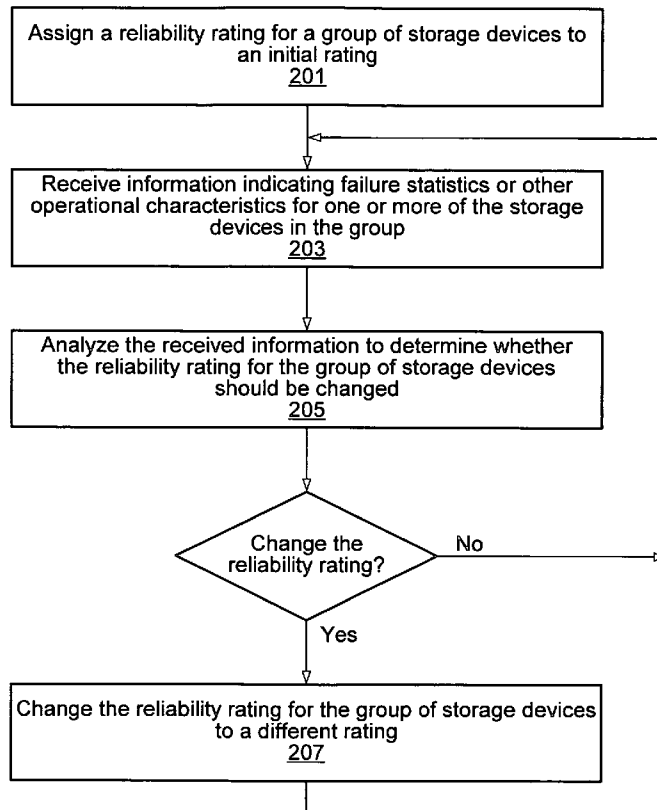 Assign a reliability rating for a group of storage devices to
an initial rating
201
Receive information indicating failure statistics or other
operational characteristics for one or more of the storage
devices in the group
203
Analyze the received information to determine whether
the reliability rating for the group of storage devices
should be changed
205
Change the
reliability rating?
No
Yes
Change the reliability rating for the group of storage devices
to a different rating
207